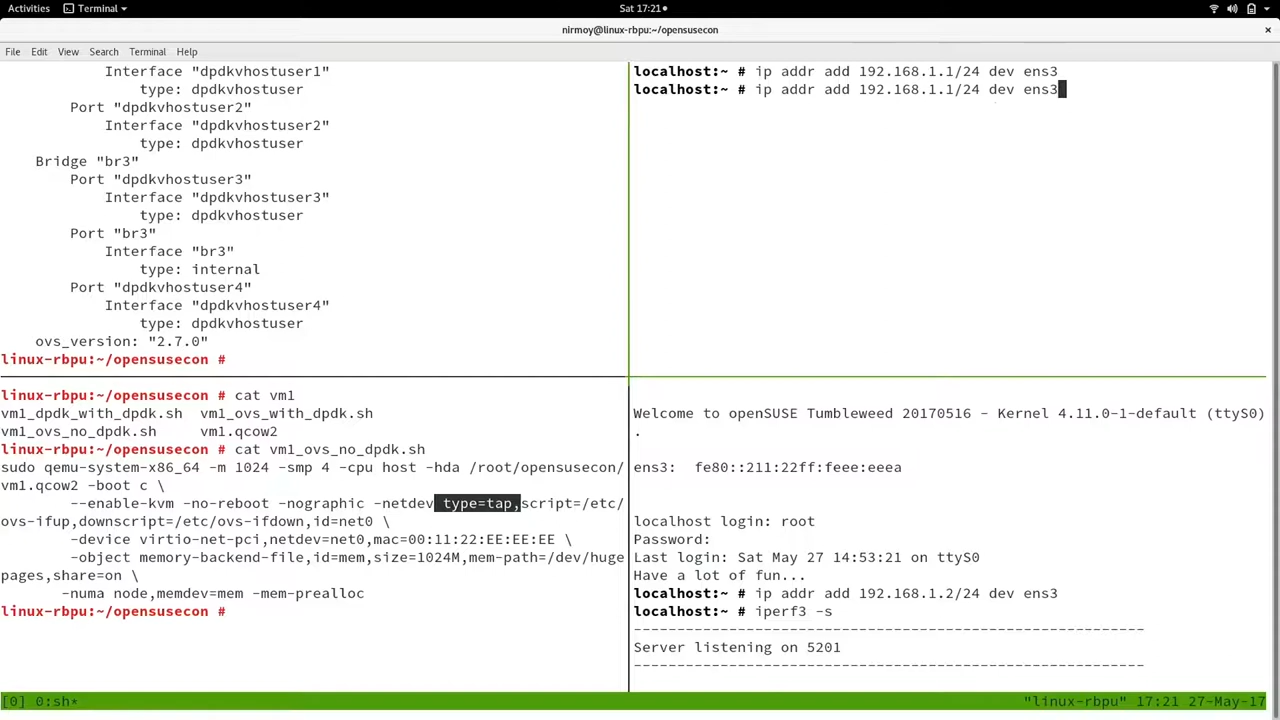 Activities Terminal Sat 17:21
nirmoy@linux-rbpu:~/opensusecon ×
File Edit View Search Terminal Help
Interface "dpdkvhostuser1"
type: dpdkvhostuser
Port "dpdkvhostuser2"
Interface "dpdkvhostuser2"
type: dpdkvhostuser
Bridge "br3"
Port "dpdkvhostuser3"
Interface "dpdkvhostuser3"
type: dpdkvhostuser
Port "br3"
Interface "br3"
type: internal
Port "dpdkvhostuser4"
Interface "dpdkvhostuser4"
type: dpdkvhostuser
ovs_version: "2.7.0"
linux-rbpu:~/opensusecon #
localhost:~ # ip addr add 192.168.1.1/24 dev ens3
localhost:~ # ip addr add 192.168.1.1/24 dev ens3
linux-rbpu:~/opensusecon # cat vm1
vm1_dpdk_with_dpdk.sh vm1_ovs_with_dpdk.sh
vm1_ovs_no_dpdk.sh vm1.qcow2
linux-rbpu:~/opensusecon # cat vm1_ovs_no_dpdk.sh
sudo qemu-system-x86_64 -m 1024 -smp 4 -cpu host -hda /root/opensusecon/
vm1.qcow2 -boot c \
--enable-kvm -no-reboot -nographic -netdev type=tap,script=/etc/
ovs-ifup,downscript=/etc/ovs-ifdown,id=net0 \
-device virtio-net-pci,netdev=net0,mac=00:11:22:EE:EE:EE \
-object memory-backend-file,id=mem,size=1024M,mem-path=/dev/huge
pages,share=on \
-numa node,memdev=mem -mem-prealloc
linux-rbpu:~/opensusecon #
Welcome to openSUSE Tumbleweed 20170516 - Kernel 4.11.0-1-default (ttyS0)
.
ens3: fe80::211:22ff:feee:eeea
localhost login: root
Password:
Last login: Sat May 27 14:53:21 on ttyS0
Have a lot of fun...
localhost:~ # ip addr add 192.168.1.2/24 dev ens3
localhost:~ # iperf3 -s
-----------------------------------------------------------
Server listening on 5201
-----------------------------------------------------------
[0] 0:sh* "linux-rbpu" 17:21 27-May-17